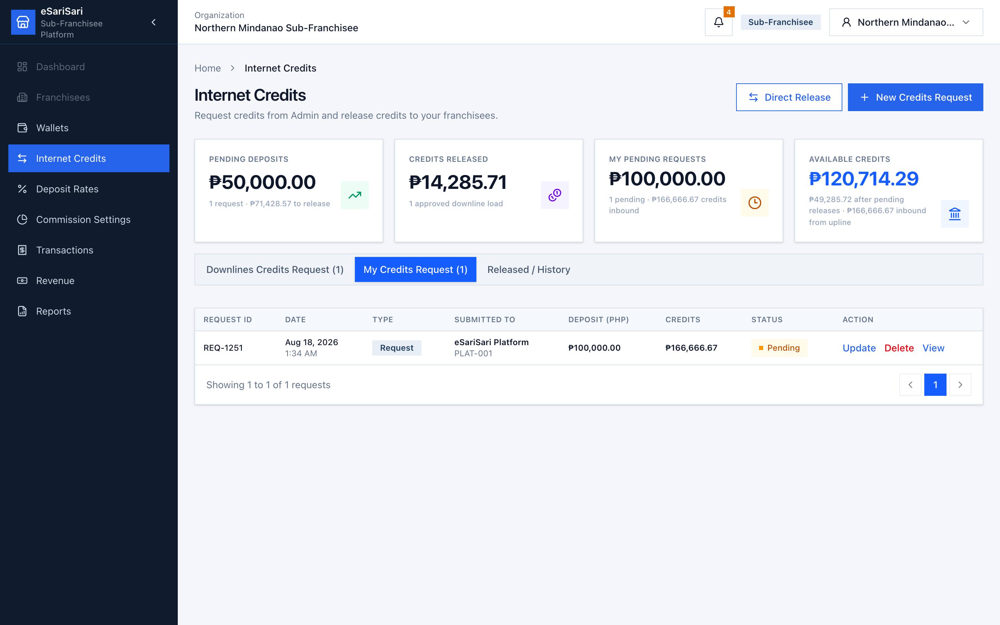 eSariSari
Sub-Franchisee
Platform
Dashboard
Franchisees
Wallets
Internet Credits
Deposit Rates
Commission Settings
Transactions
Revenue
Reports
Organization
Northern Mindanao Sub-Franchisee
4
Sub-Franchisee
Northern Mindanao...
Home
Internet Credits
Internet Credits
Request credits from Admin and release credits to your franchisees.
Direct Release
New Credits Request
PENDING DEPOSITS
₱50,000.00
1 request · ₱71,428.57 to release
CREDITS RELEASED
₱14,285.71
1 approved downline load
MY PENDING REQUESTS
₱100,000.00
1 pending · ₱166,666.67 credits
inbound
AVAILABLE CREDITS
₱120,714.29
₱49,285.72 after pending
releases · ₱166,666.67 inbound
from upline
Downlines Credits Request (1)
My Credits Request (1)
Released / History
REQUEST ID DATE TYPE SUBMITTED TO DEPOSIT (PHP) CREDITS STATUS ACTION
REQ-1251 Aug 18, 2026 1:34 AM Request eSariSari Platform PLAT-001 ₱100,000.00 ₱166,666.67 Pending Update Delete View
Showing 1 to 1 of 1 requests
1